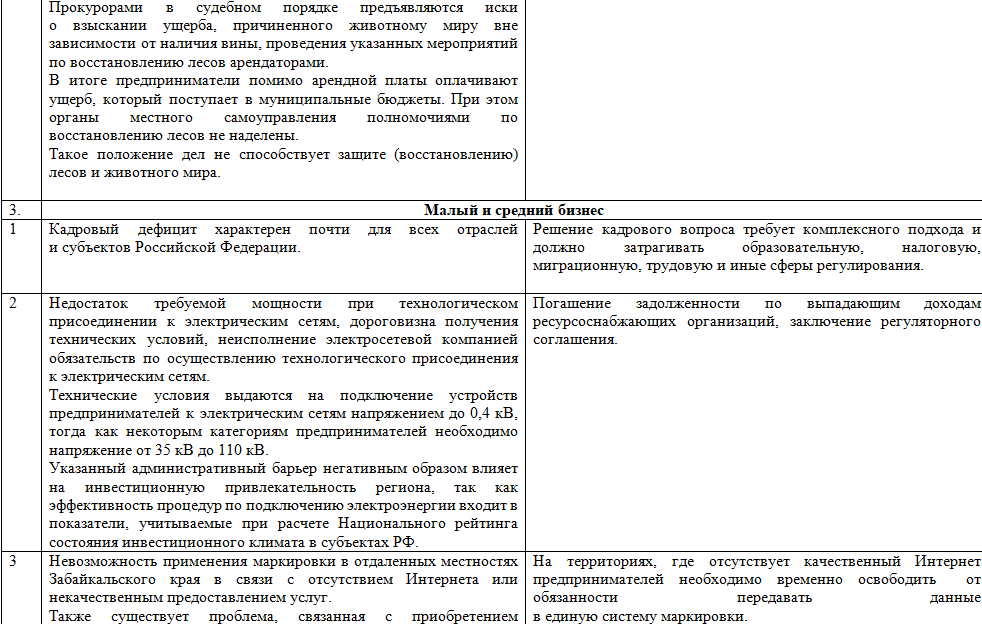 Прокурорами в судебном порядке предъявляются иски
о взыскании ущерба, причиненного животному миру вне
зависимости от наличия вины, проведения указанных мероприятий
по восстановлению лесов арендаторами.
В итоге предприниматели помимо арендной платы оплачивают
ущерб, который поступает в муниципальные бюджеты. При этом
органы местного самоуправления полномочиями по
восстановлению лесов не наделены.
Такое положение дел не способствует защите (восстановлению)
лесов и животного мира.
3.
Малый и средний бизнес
1
Кадровый дефицит характерен почти для всех отраслей
и субъектов Российской Федерации.
Решение кадрового вопроса требует комплексного подхода и
должно затрагивать образовательную, налоговую,
миграционную, трудовую и иные сферы регулирования.
2
Недостаток требуемой мощности при технологическом
присоединении к электрическим сетям, дороговизна получения
технических условий, неисполнение электросетевой компанией
обязательств по осуществлению технологического присоединения
к электрическим сетям.
Технические условия выдаются на подключение устройств
предпринимателей к электрическим сетям напряжением до 0,4 кВ,
тогда как некоторым категориям предпринимателей необходимо
напряжение от 35 кВ до 110 кВ.
Указанный административный барьер негативным образом влияет
на инвестиционную привлекательность региона, так как
эффективность процедур по подключению электроэнергии входит в
показатели, учитываемые при расчете Национального рейтинга
состояния инвестиционного климата в субъектах РФ.
Погашение задолженности по выпадающим доходам
ресурсоснабжающих организаций, заключение регуляторного
соглашения.
3
Невозможность применения маркировки в отдаленных местностях
Забайкальского края в связи с отсутствием Интернета или
некачественным предоставлением услуг.
Также существует проблема, связанная с приобретением
На территориях, где отсутствует качественный Интернет
предпринимателей необходимо временно освободить от
обязанности передавать данные
в единую систему маркировки.